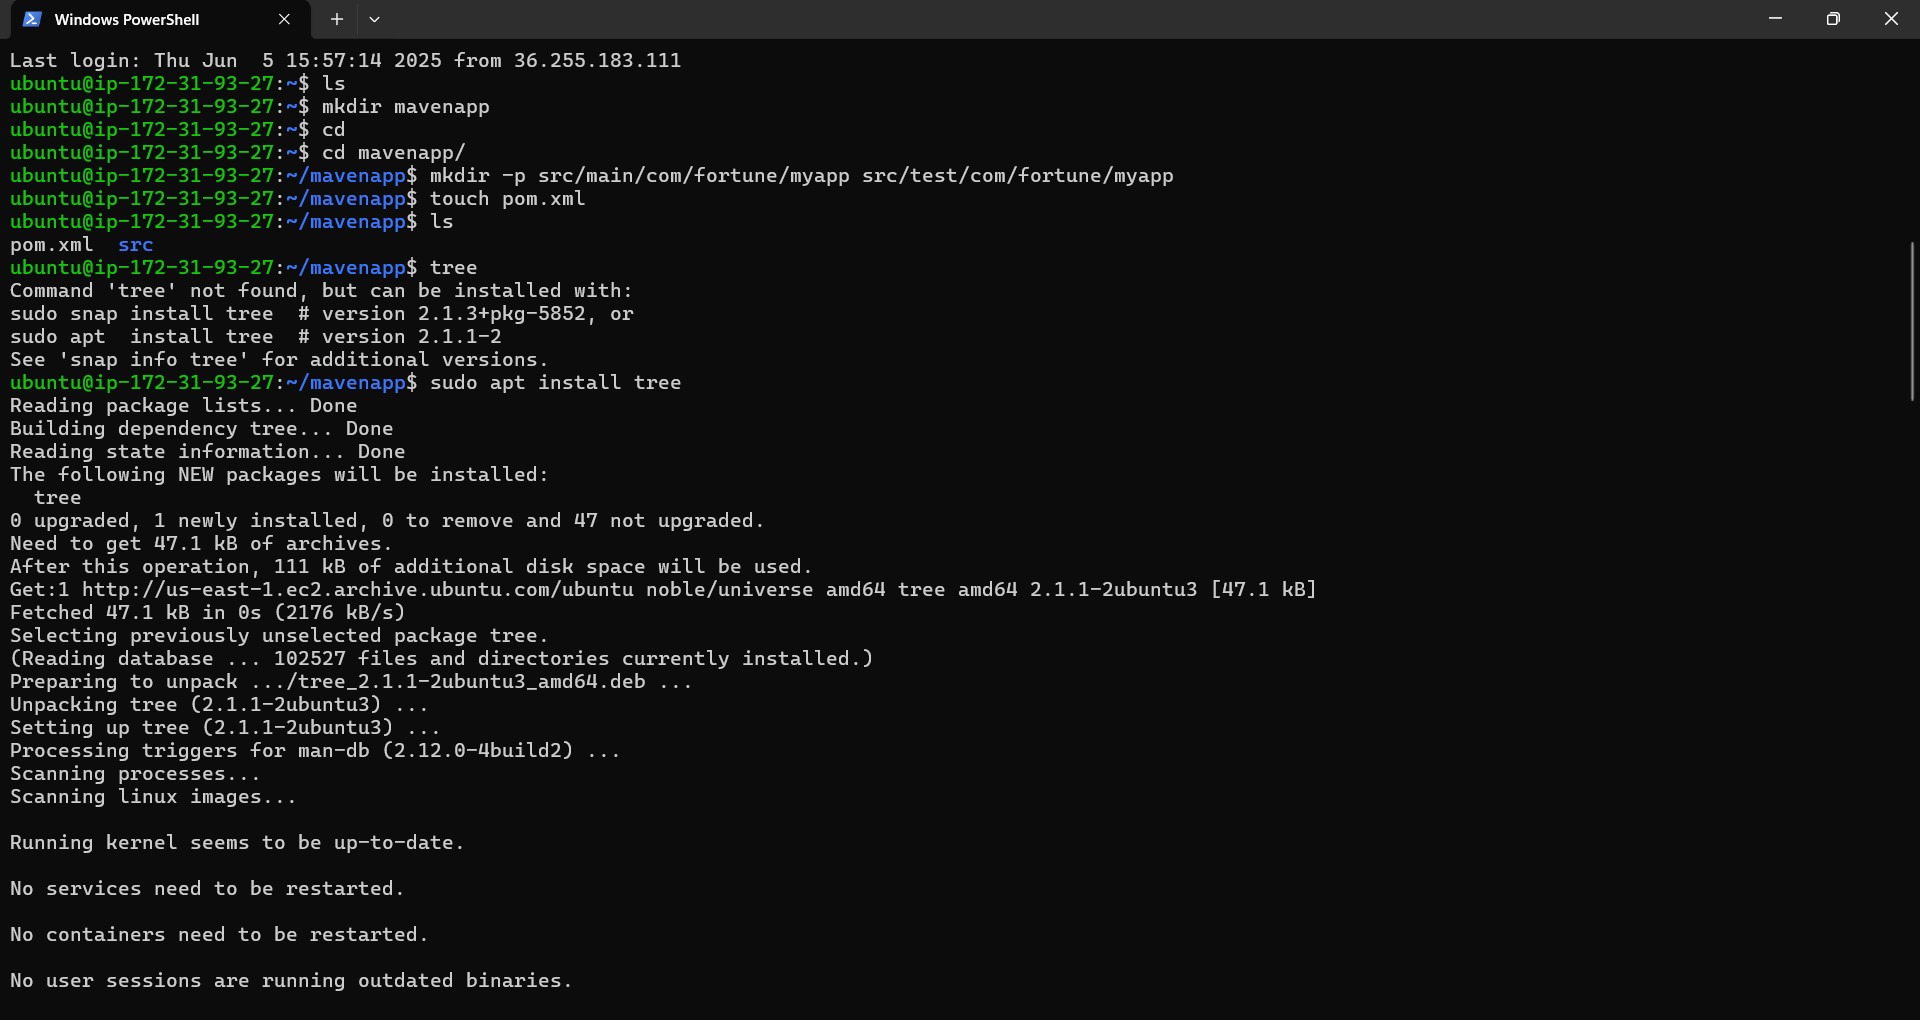 Windows PowerShell
Last login: Thu Jun  5 15:57:14 2025 from 36.255.183.111
ubuntu@ip-172-31-93-27:~$ ls
ubuntu@ip-172-31-93-27:~$ mkdir mavenapp
ubuntu@ip-172-31-93-27:~$ cd
ubuntu@ip-172-31-93-27:~$ cd mavenapp/
ubuntu@ip-172-31-93-27:~/mavenapp$ mkdir -p src/main/com/fortune/myapp src/test/com/fortune/myapp
ubuntu@ip-172-31-93-27:~/mavenapp$ touch pom.xml
ubuntu@ip-172-31-93-27:~/mavenapp$ ls
pom.xml  src
ubuntu@ip-172-31-93-27:~/mavenapp$ tree
Command 'tree' not found, but can be installed with:
sudo snap install tree  # version 2.1.3+pkg-5852, or
sudo apt  install tree  # version 2.1.1-2
See 'snap info tree' for additional versions.
ubuntu@ip-172-31-93-27:~/mavenapp$ sudo apt install tree
Reading package lists... Done
Building dependency tree... Done
Reading state information... Done
The following NEW packages will be installed:
  tree
0 upgraded, 1 newly installed, 0 to remove and 47 not upgraded.
Need to get 47.1 kB of archives.
After this operation, 111 kB of additional disk space will be used.
Get:1 http://us-east-1.ec2.archive.ubuntu.com/ubuntu noble/universe amd64 tree amd64 2.1.1-2ubuntu3 [47.1 kB]
Fetched 47.1 kB in 0s (2176 kB/s)
Selecting previously unselected package tree.
(Reading database ... 102527 files and directories currently installed.)
Preparing to unpack .../tree_2.1.1-2ubuntu3_amd64.deb ...
Unpacking tree (2.1.1-2ubuntu3) ...
Setting up tree (2.1.1-2ubuntu3) ...
Processing triggers for man-db (2.12.0-4build2) ...
Scanning processes...
Scanning linux images...
Running kernel seems to be up-to-date.
No services need to be restarted.
No containers need to be restarted.
No user sessions are running outdated binaries.